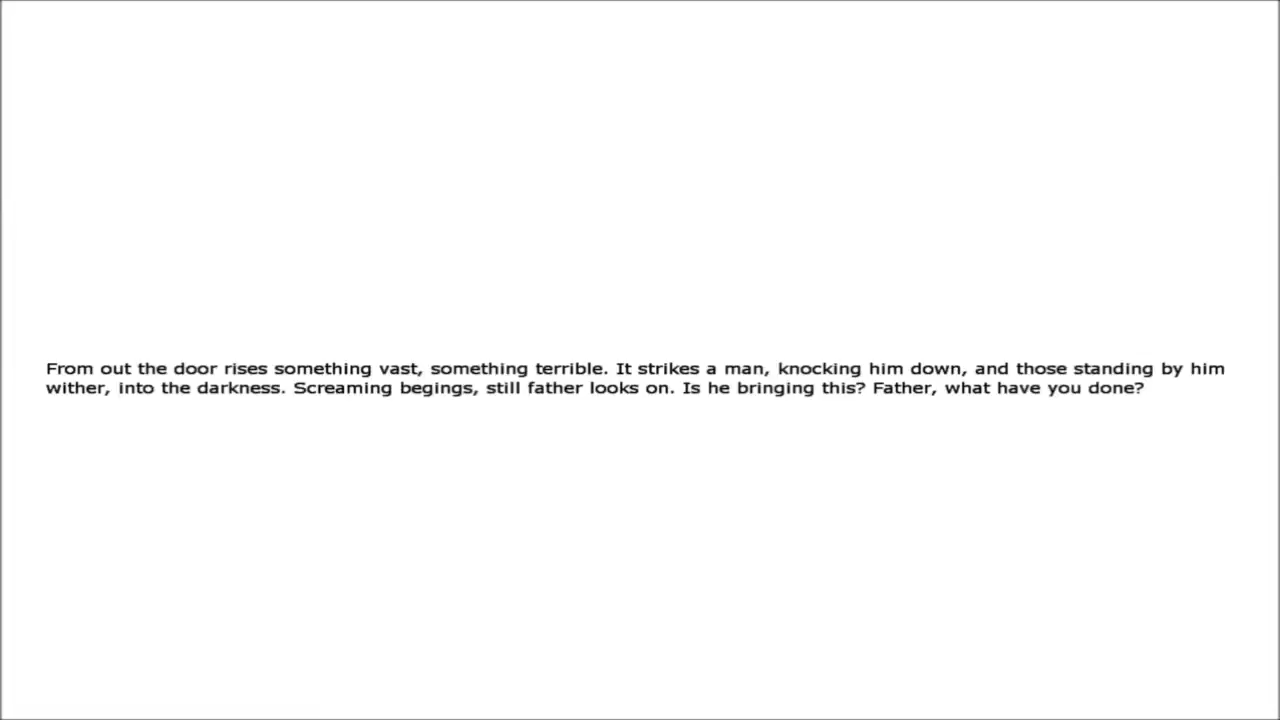 From out the door rises something vast, something terrible. It strikes a man, knocking him down, and those standing by him
wither, into the darkness. Screaming begings, still father looks on. Is he bringing this? Father, what have you done?